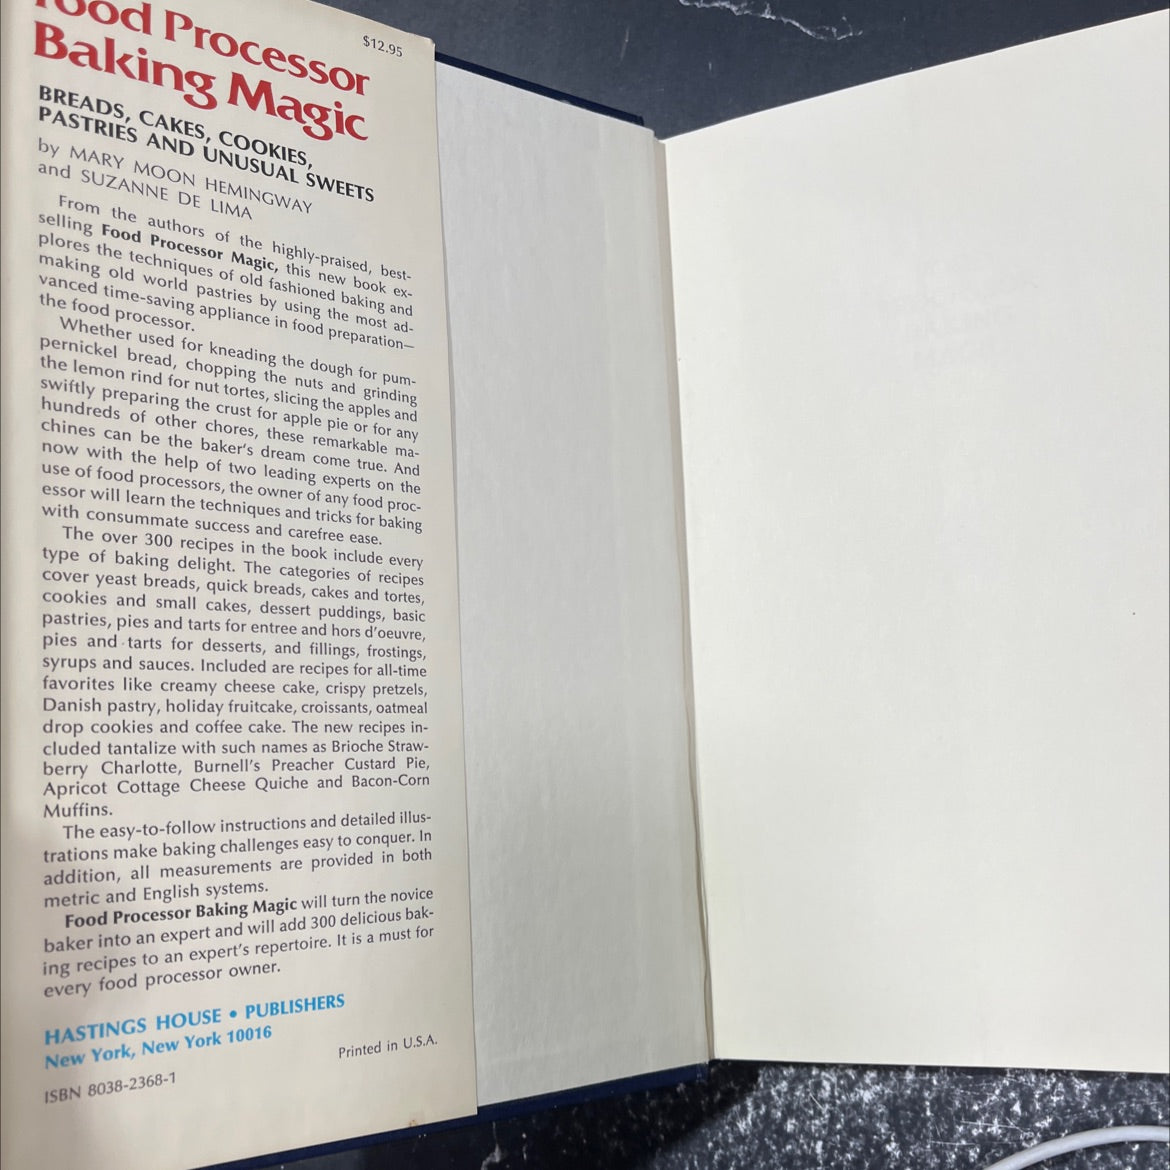 Food Processor
Baking Magic
$12.95
BREADS, CAKES, COOKIES,
PASTRIES AND UNUSUAL SWEETS
by MARY MOON HEMINGWAY
and SUZANNE DE LIMA
From the authors of the highly-praised, best-
selling Food Processor Magic, this new book ex-
plores the techniques of old fashioned baking and
making old world pastries by using the most ad-
vanced time-saving appliance in food preparation—
the food processor.
Whether used for kneading the dough for pum-
pernickel bread, chopping the nuts and grinding
the lemon rind for nut tortes, slicing the apples and
swiftly preparing the crust for apple pie or for any
hundreds of other chores, these remarkable ma-
chines can be the baker's dream come true. And
now with the help of two leading experts on the
use of food processors, the owner of any food proc-
essor will learn the techniques and tricks for baking
with consummate success and carefree ease.
The over 300 recipes in the book include every
type of baking delight. The categories of recipes
cover yeast breads, quick breads, cakes and tortes,
cookies and small cakes, dessert puddings, basic
pastries, pies and tarts for entree and hors d'oeuvre,
pies and tarts for desserts, and fillings, frostings,
syrups and sauces. Included are recipes for all-time
favorites like creamy cheese cake, crispy pretzels,
Danish pastry, holiday fruitcake, croissants, oatmeal
drop cookies and coffee cake. The new recipes in-
cluded tantalize with such names as Brioche Straw-
berry Charlotte, Burnell's Preacher Custard Pie,
Apricot Cottage Cheese Quiche and Bacon-Corn
Muffins.
The easy-to-follow instructions and detailed illus-
trations make baking challenges easy to conquer. In
addition, all measurements are provided in both
metric and English systems.
Food Processor Baking Magic will turn the novice
baker into an expert and will add 300 delicious bak-
ing recipes to an expert's repertoire. It is a must for
every food processor owner.
HASTINGS HOUSE • PUBLISHERS
New York, New York 10016
Printed in U.S.A.
ISBN 8038-2368-1